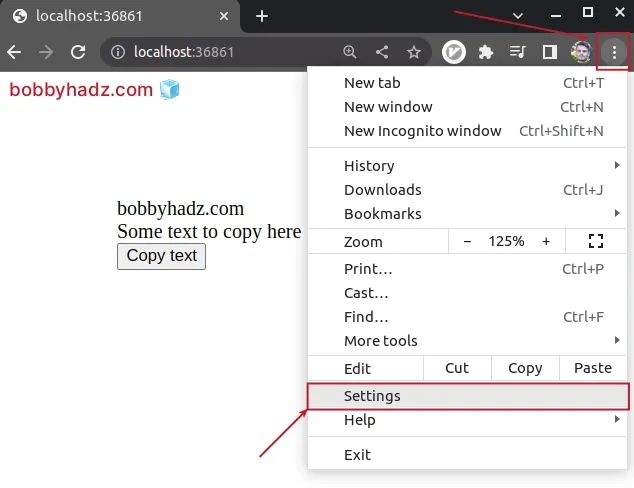 localhost:36861
localhost:36861
bobbyhadz.com
New tab Ctrl+T
New window Ctrl+N
New Incognito window Ctrl+Shift+N
History
Downloads Ctrl+J
Bookmarks
Zoom − 125% +
Print… Ctrl+P
Cast…
Find… Ctrl+F
More tools
Edit Cut Copy Paste
Settings
Help
Exit
bobbyhadz.com
Some text to copy here
Copy text